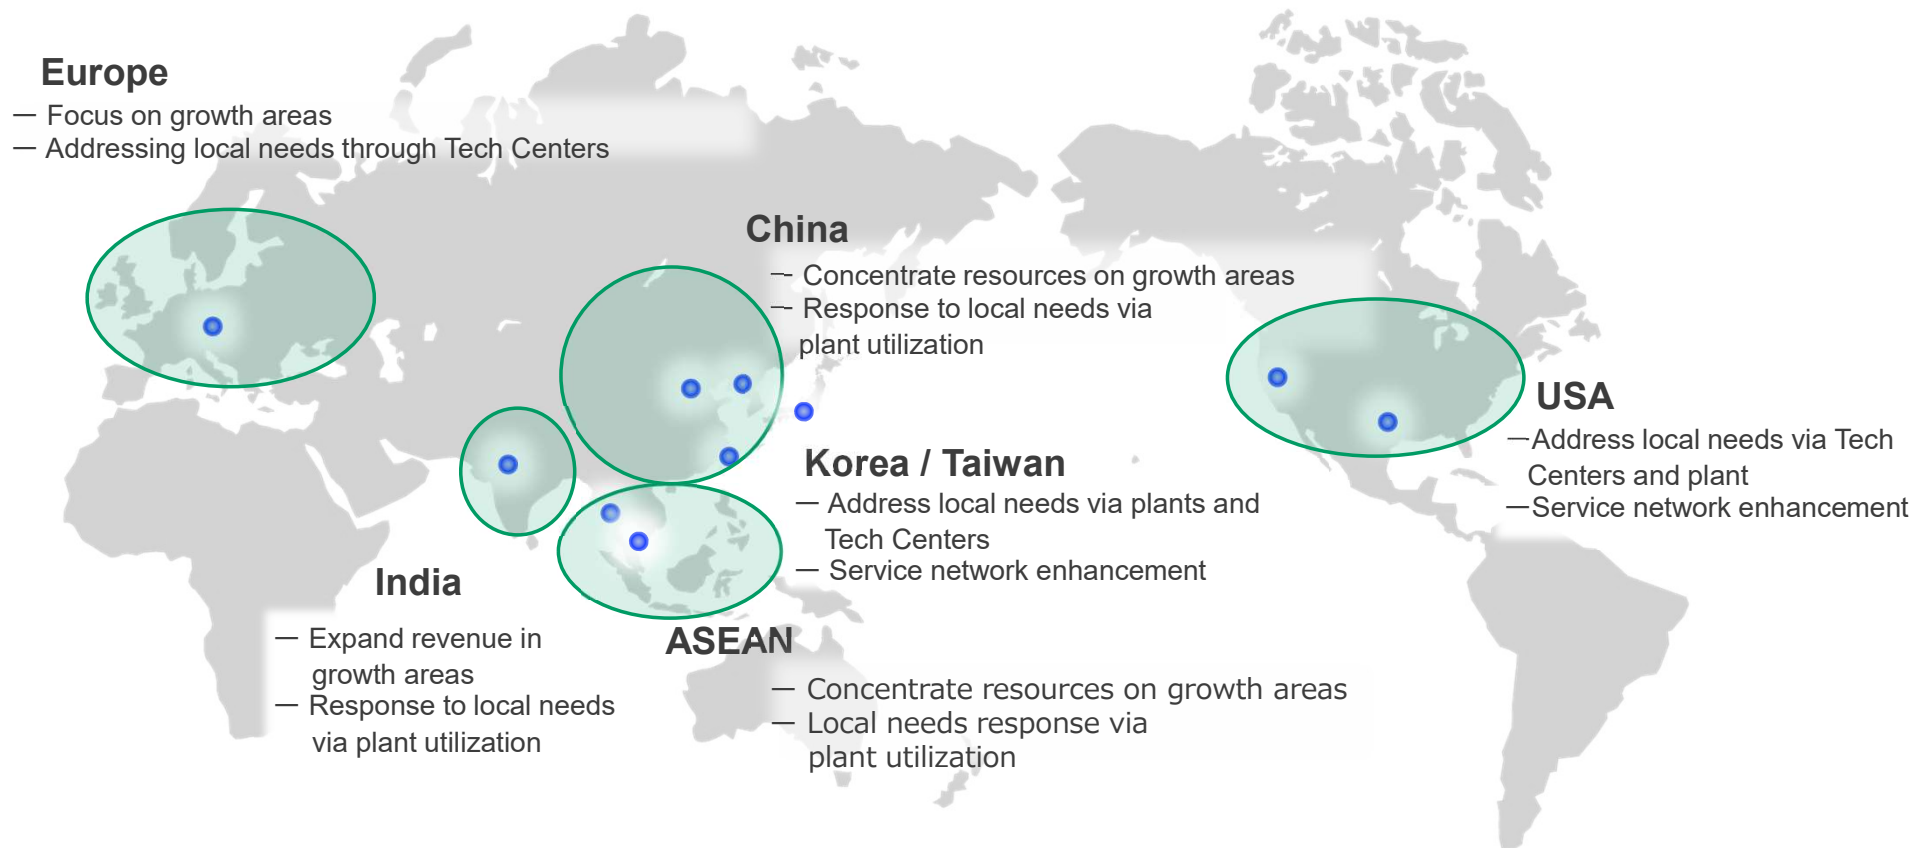 Europe
— Focus on growth areas
— Addressing local needs through Tech Centers
China
— Concentrate resources on growth areas
— Response to local needs via
plant utilization
USA
—Address local needs via Tech
Centers and plant
—Service network enhancement
Korea / Taiwan
— Address local needs via plants and
Tech Centers
— Service network enhancement
India
— Expand revenue in
growth areas
— Response to local needs
via plant utilization
ASEAN
— Concentrate resources on growth areas
— Local needs response via
plant utilization